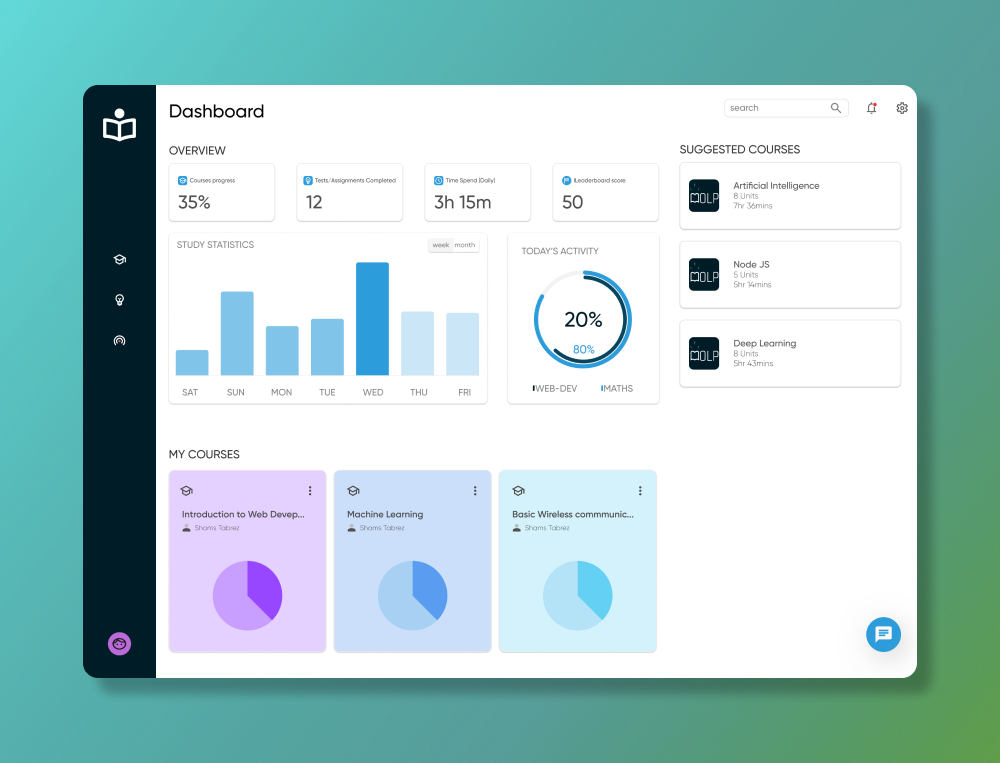 Dashboard
search
OVERVIEW
Courses progress
35%
Tests/Assignments Completed
12
Time Spend (Daily)
3h 15m
Leaderboard score
50
STUDY STATISTICS
week month
SAT SUN MON TUE WED THU FRI
TODAY'S ACTIVITY
20%
80%
WEB-DEV MATHS
SUGGESTED COURSES
MOLP
Artificial Intelligence
8 Units
7hr 36mins
MOLP
Node JS
5 Units
5hr 14mins
MOLP
Deep Learning
8 Units
5hr 43mins
MY COURSES
Introduction to Web Devep...
Shams Tabrez
Machine Learning
Shams Tabrez
Basic Wireless commmunic...
Shams Tabrez